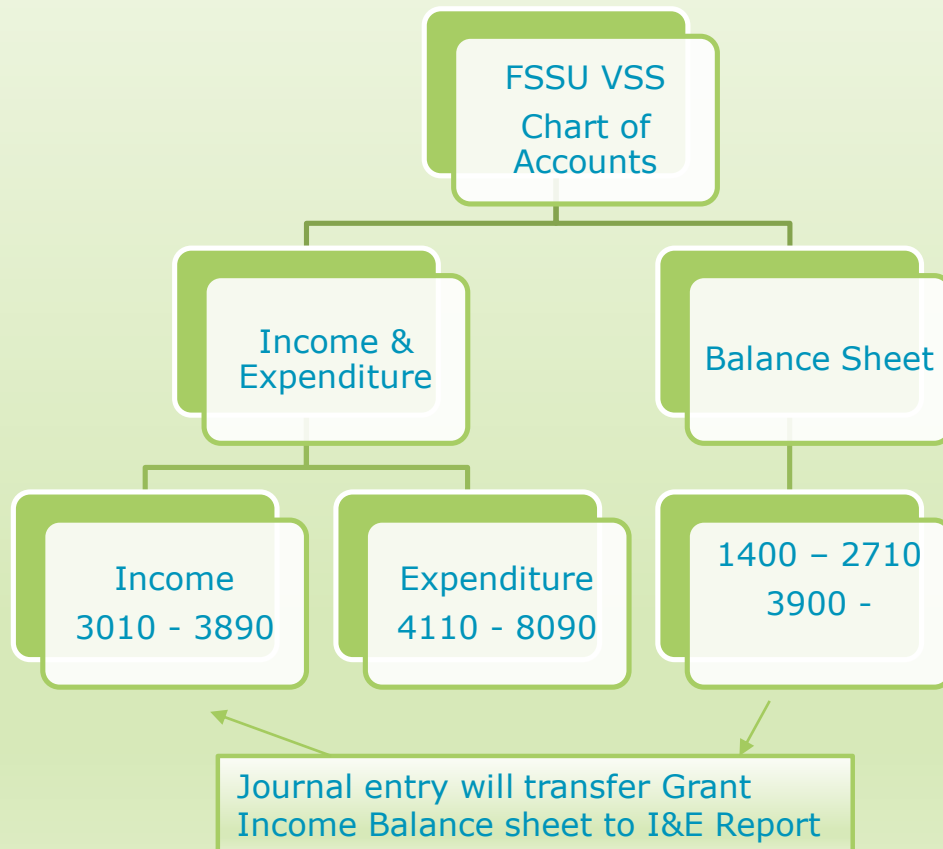 FSSU VSS
Chart of
Accounts
Income &
Expenditure
Balance Sheet
Income
3010 - 3890
Expenditure
4110 - 8090
1400 – 2710
3900 -
Journal entry will transfer Grant
Income Balance sheet to I&E Report